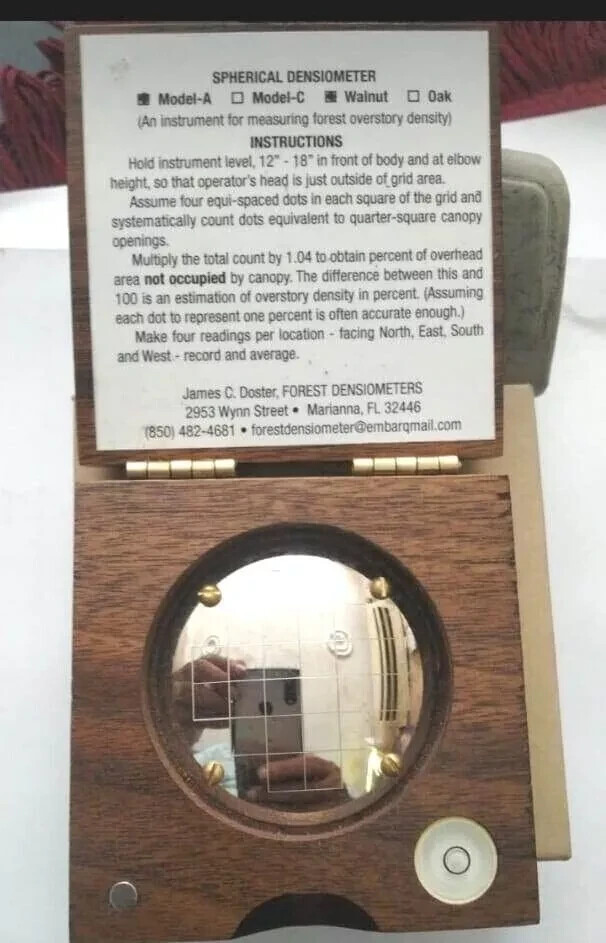 SPHERICAL DENSIOMETER
▣ Model-A ☐ Model-C ▣ Walnut ☐ Oak
(An instrument for measuring forest overstory density)
INSTRUCTIONS
Hold instrument level, 12" - 18" in front of body and at elbow
height, so that operator's head is just outside of grid area.
Assume four equi-spaced dots in each square of the grid and
systematically count dots equivalent to quarter-square canopy
openings.
Multiply the total count by 1.04 to obtain percent of overhead
area not occupied by canopy. The difference between this and
100 is an estimation of overstory density in percent. (Assuming
each dot to represent one percent is often accurate enough.)
Make four readings per location - facing North, East, South
and West - record and average.
James C. Doster, FOREST DENSIOMETERS
2953 Wynn Street • Marianna, FL 32446
(850) 482-4681 • forestdensiometer@embarqmail.com